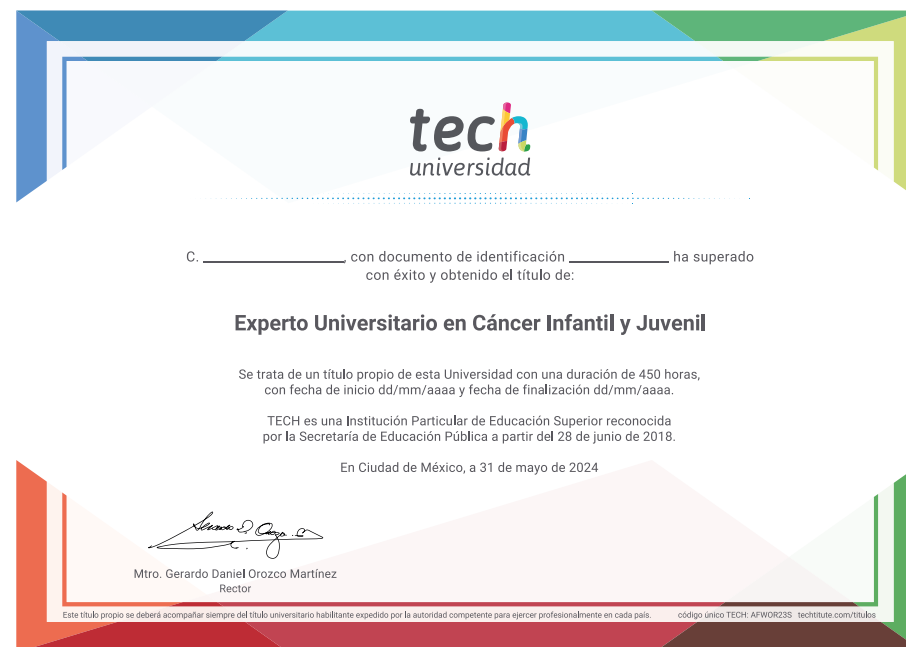 tech
universidad
C. ____________________, con documento de identificación ______________ ha superado
con éxito y obtenido el título de:
Experto Universitario en Cáncer Infantil y Juvenil
Se trata de un título propio de esta Universidad con una duración de 450 horas,
con fecha de inicio dd/mm/aaaa y fecha de finalización dd/mm/aaaa.
TECH es una Institución Particular de Educación Superior reconocida
por la Secretaría de Educación Pública a partir del 28 de junio de 2018.
En Ciudad de México, a 31 de mayo de 2024
Mtro. Gerardo Daniel Orozco Martínez
Rector
Este título propio se deberá acompañar siempre del título universitario habilitante expedido por la autoridad competente para ejercer profesionalmente en cada país. código único TECH: AFWOR23S techtitute.com/titulos